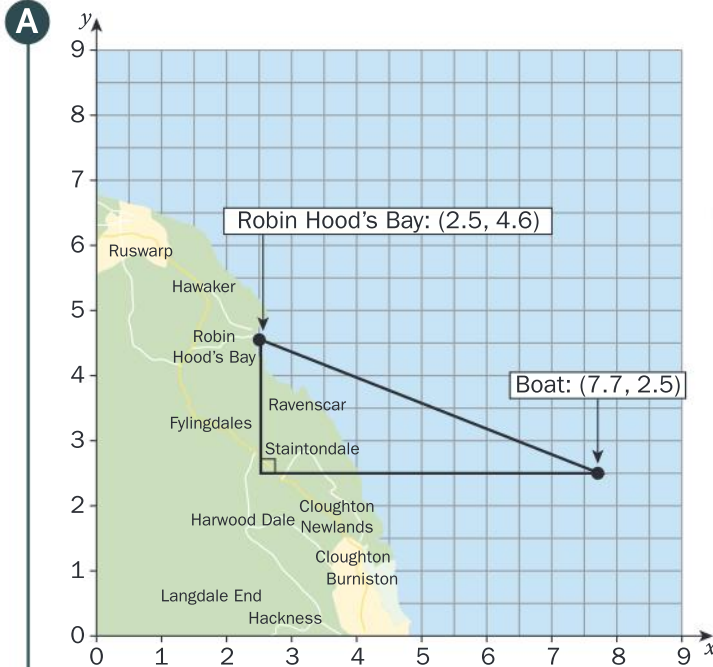 A
y
9
8
7
Robin Hood's Bay: (2.5, 4.6)
6
Ruswarp
Hawaker
5
Robin
Hood's Bay
4
Boat: (7.7, 2.5)
Ravenscar
Fylingdales
3
Staintondale
2
Cloughton
Harwood Dale Newlands
Cloughton
1
Burniston
Langdale End
Hackness
0
0 1 2 3 4 5 6 7 8 9 x